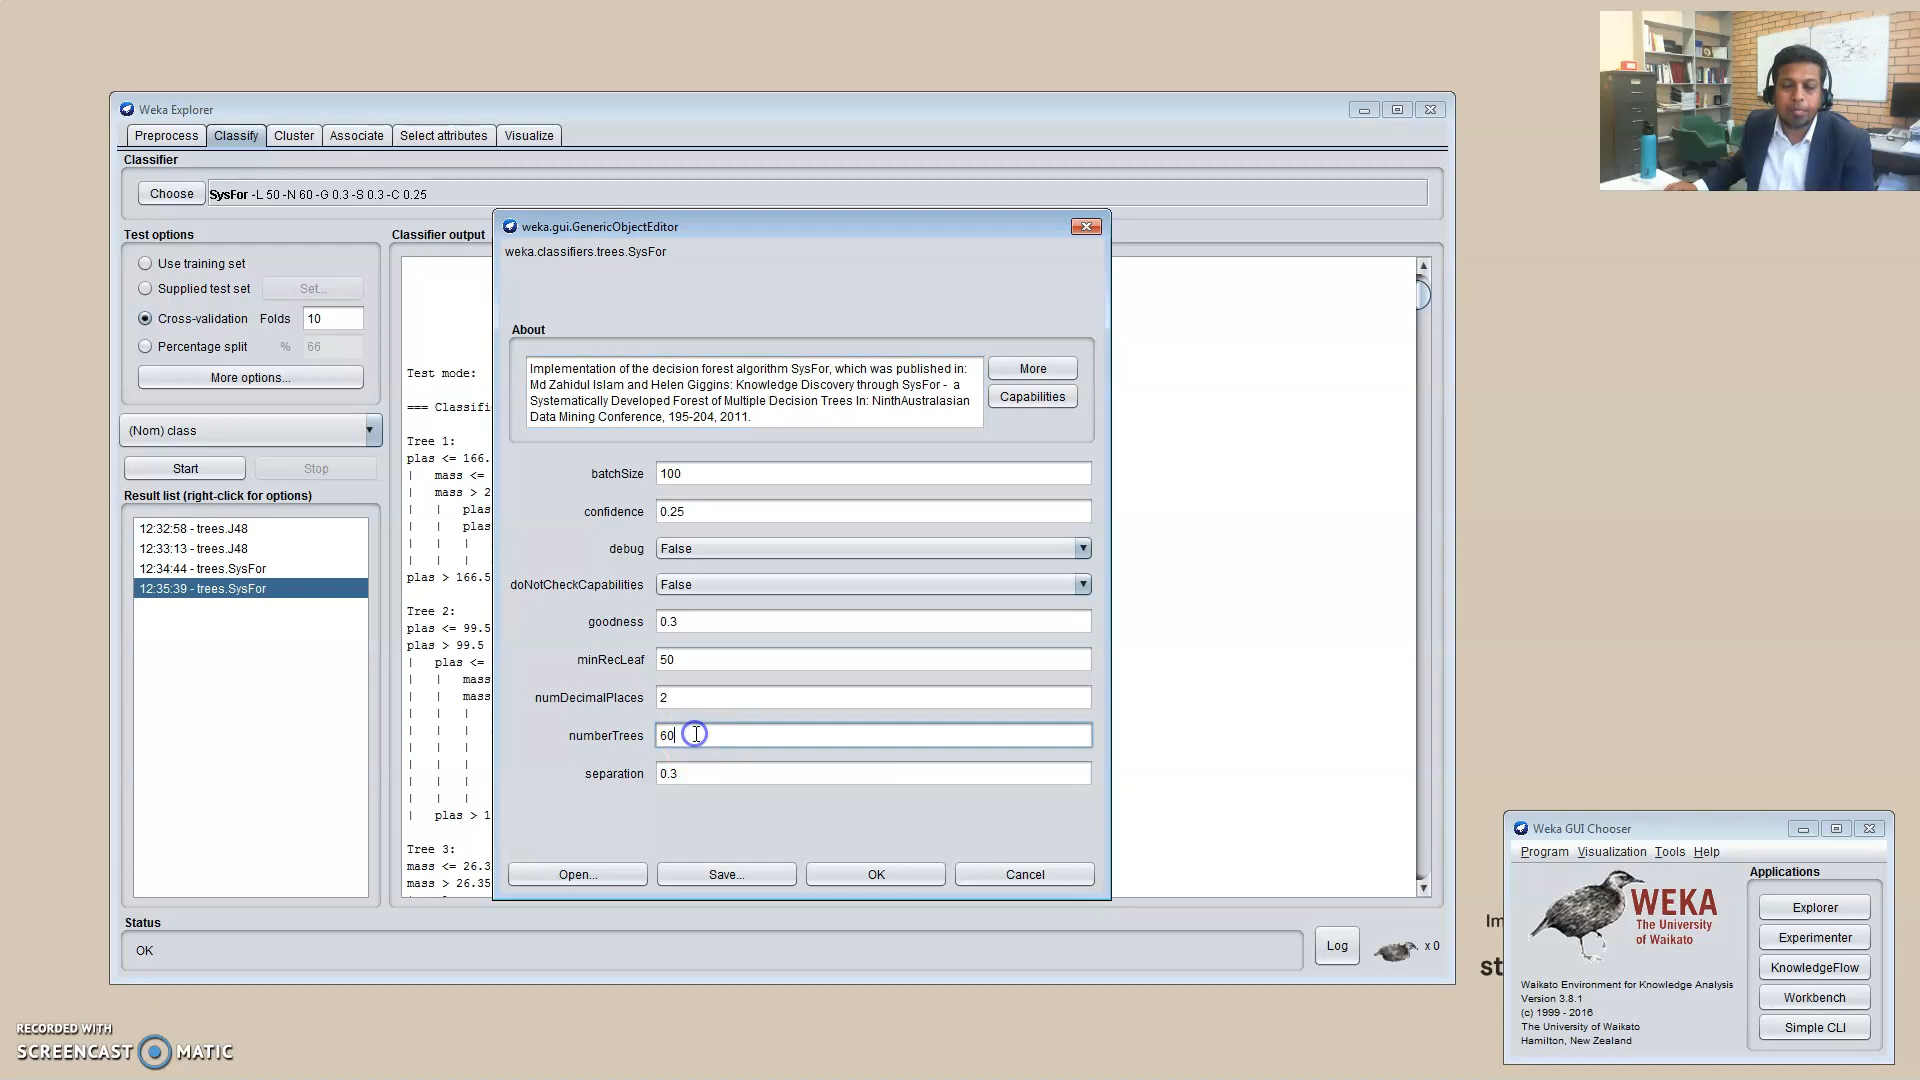 Weka Explorer
Preprocess Classify Cluster Associate Select attributes Visualize
Classifier
Choose SysFor -L 50 -N 60 -G 0.3 -S 0.3 -C 0.25
Test options
Use training set
Supplied test set Set...
Cross-validation Folds 10
Percentage split % 66
More options...
(Nom) class
Start Stop
Result list (right-click for options)
12:32:58 - trees.J48
12:33:13 - trees.J48
12:34:44 - trees.SysFor
12:35:39 - trees.SysFor
Classifier output
Test mode:
=== Classifi
Tree 1:
plas <= 166.
| mass <=
| mass > 2
| | plas
| | plas
| | |
| | |
plas > 166.5
Tree 2:
plas <= 99.5
plas > 99.5
| plas <=
| | mass
| | mass
| | |
| | |
| | |
| | |
| | |
| | |
| plas > 1
Tree 3:
mass <= 26.3
mass > 26.35
weka.gui.GenericObjectEditor
weka.classifiers.trees.SysFor
About
Implementation of the decision forest algorithm SysFor, which was published in:
Md Zahidul Islam and Helen Giggins: Knowledge Discovery through SysFor - a
Systematically Developed Forest of Multiple Decision Trees In: NinthAustralasian
Data Mining Conference, 195-204, 2011.
More
Capabilities
batchSize 100
confidence 0.25
debug False
doNotCheckCapabilities False
goodness 0.3
minRecLeaf 50
numDecimalPlaces 2
numberTrees 60
separation 0.3
Open... Save... OK Cancel
Status
OK
Log
x 0
Im
st
Weka GUI Chooser
Program Visualization Tools Help
WEKA
The University
of Waikato
Waikato Environment for Knowledge Analysis
Version 3.8.1
(c) 1999 - 2016
The University of Waikato
Hamilton, New Zealand
Applications
Explorer
Experimenter
KnowledgeFlow
Workbench
Simple CLI
RECORDED WITH
SCREENCAST MATIC